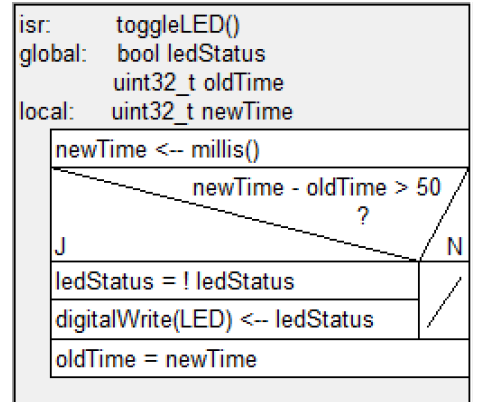 isr: toggleLED()
global: bool ledStatus
uint32_t oldTime
local: uint32_t newTime
newTime <-- millis()
newTime - oldTime > 50
?
J N
ledStatus = ! ledStatus
digitalWrite(LED) <-- ledStatus
oldTime = newTime